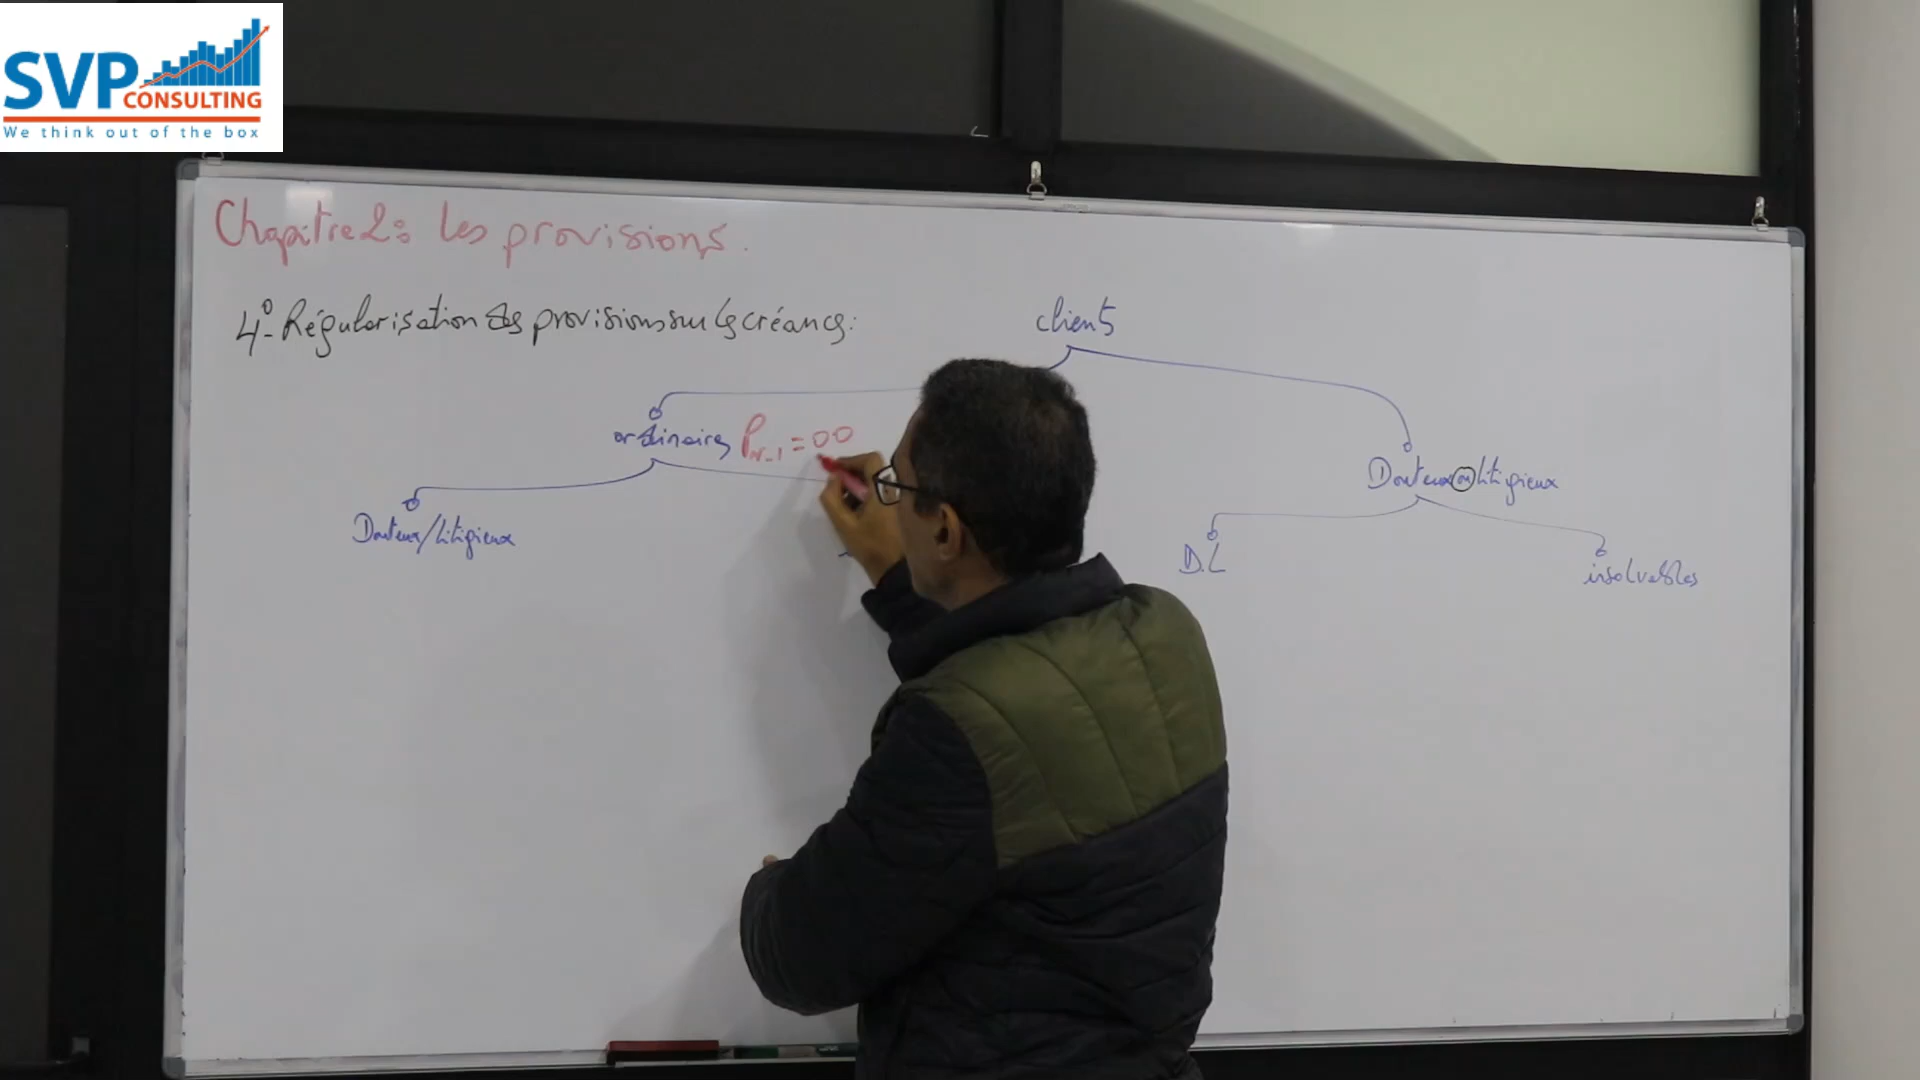 SVP
CONSULTING
We think out of the box
Chapitre 2: les provisions.
4°- Régularisation des provisions sur les créances:
clients
ordinaires P N-1 = 00
Douteux ou litigieux
Douteux/litigieux
D.L
insolvables